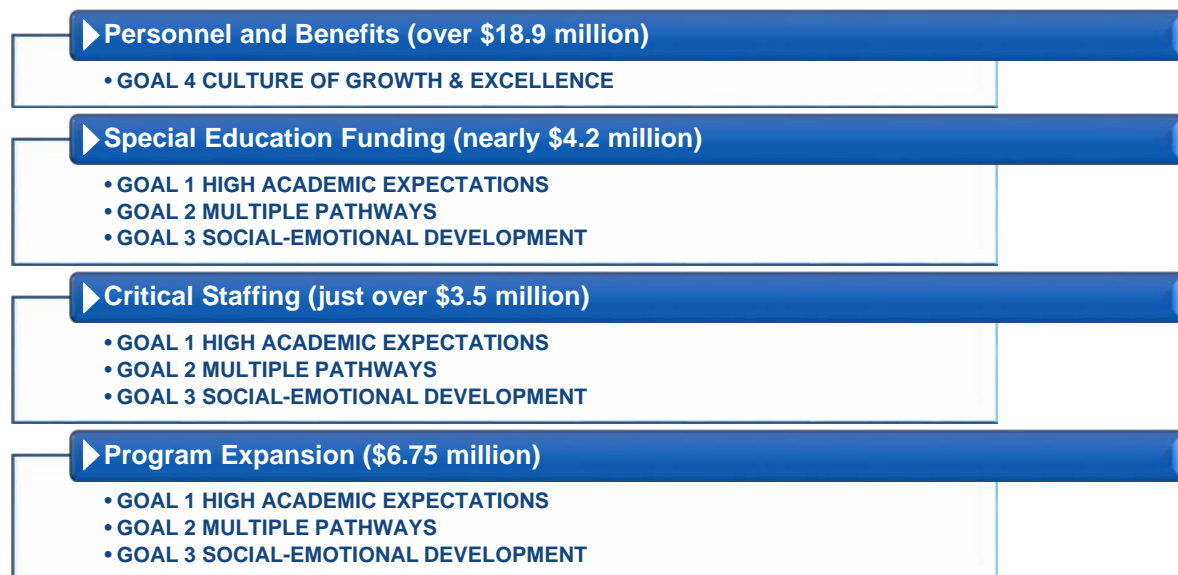 Personnel and Benefits (over $18.9 million)
• GOAL 4 CULTURE OF GROWTH & EXCELLENCE
Special Education Funding (nearly $4.2 million)
• GOAL 1 HIGH ACADEMIC EXPECTATIONS
• GOAL 2 MULTIPLE PATHWAYS
• GOAL 3 SOCIAL-EMOTIONAL DEVELOPMENT
Critical Staffing (just over $3.5 million)
• GOAL 1 HIGH ACADEMIC EXPECTATIONS
• GOAL 2 MULTIPLE PATHWAYS
• GOAL 3 SOCIAL-EMOTIONAL DEVELOPMENT
Program Expansion ($6.75 million)
• GOAL 1 HIGH ACADEMIC EXPECTATIONS
• GOAL 2 MULTIPLE PATHWAYS
• GOAL 3 SOCIAL-EMOTIONAL DEVELOPMENT